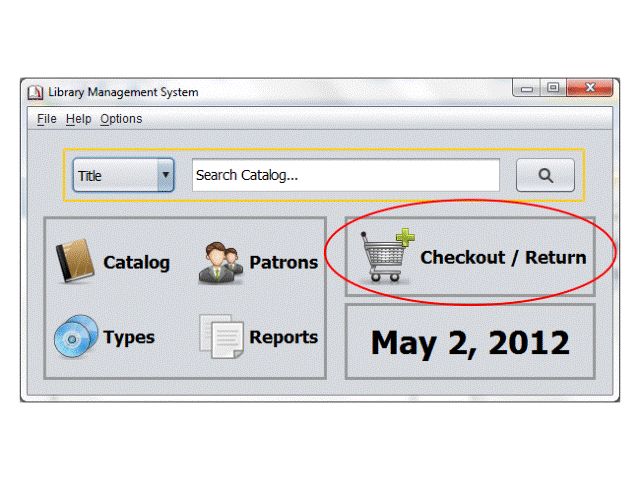 Library Management System
File Help Options
Title Search Catalog...
Catalog Patrons Checkout / Return
Types Reports May 2, 2012